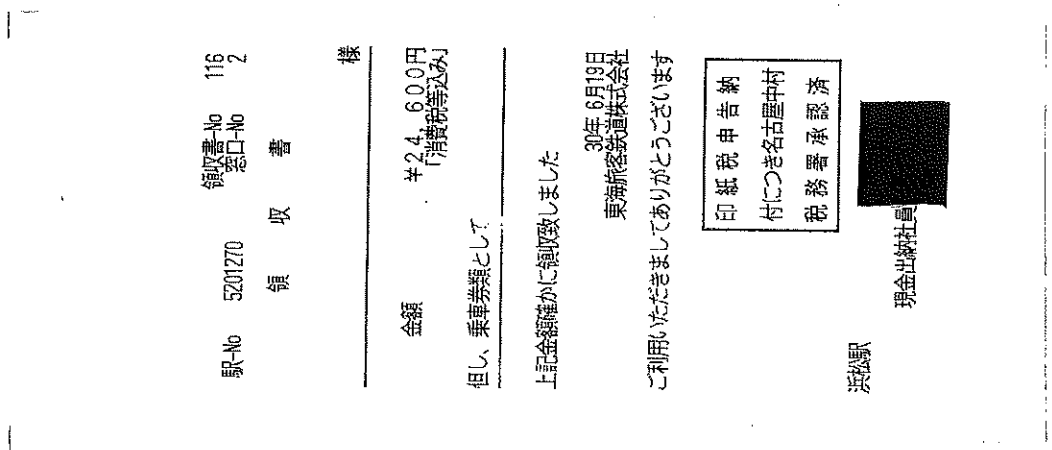 駅-No 5201270 領収書-No 116
窓口-No 2
領 収 書
様
金額 ¥24,600円
「消費税等込み」
但し、乗車券類として
上記金額確かに領収致しました
30年 6月19日
東海旅客鉄道株式会社
ご利用いただきましてありがとうございます
印紙税申告納
付につき名古屋中村
税務署承認済
現金出納社員
浜松駅